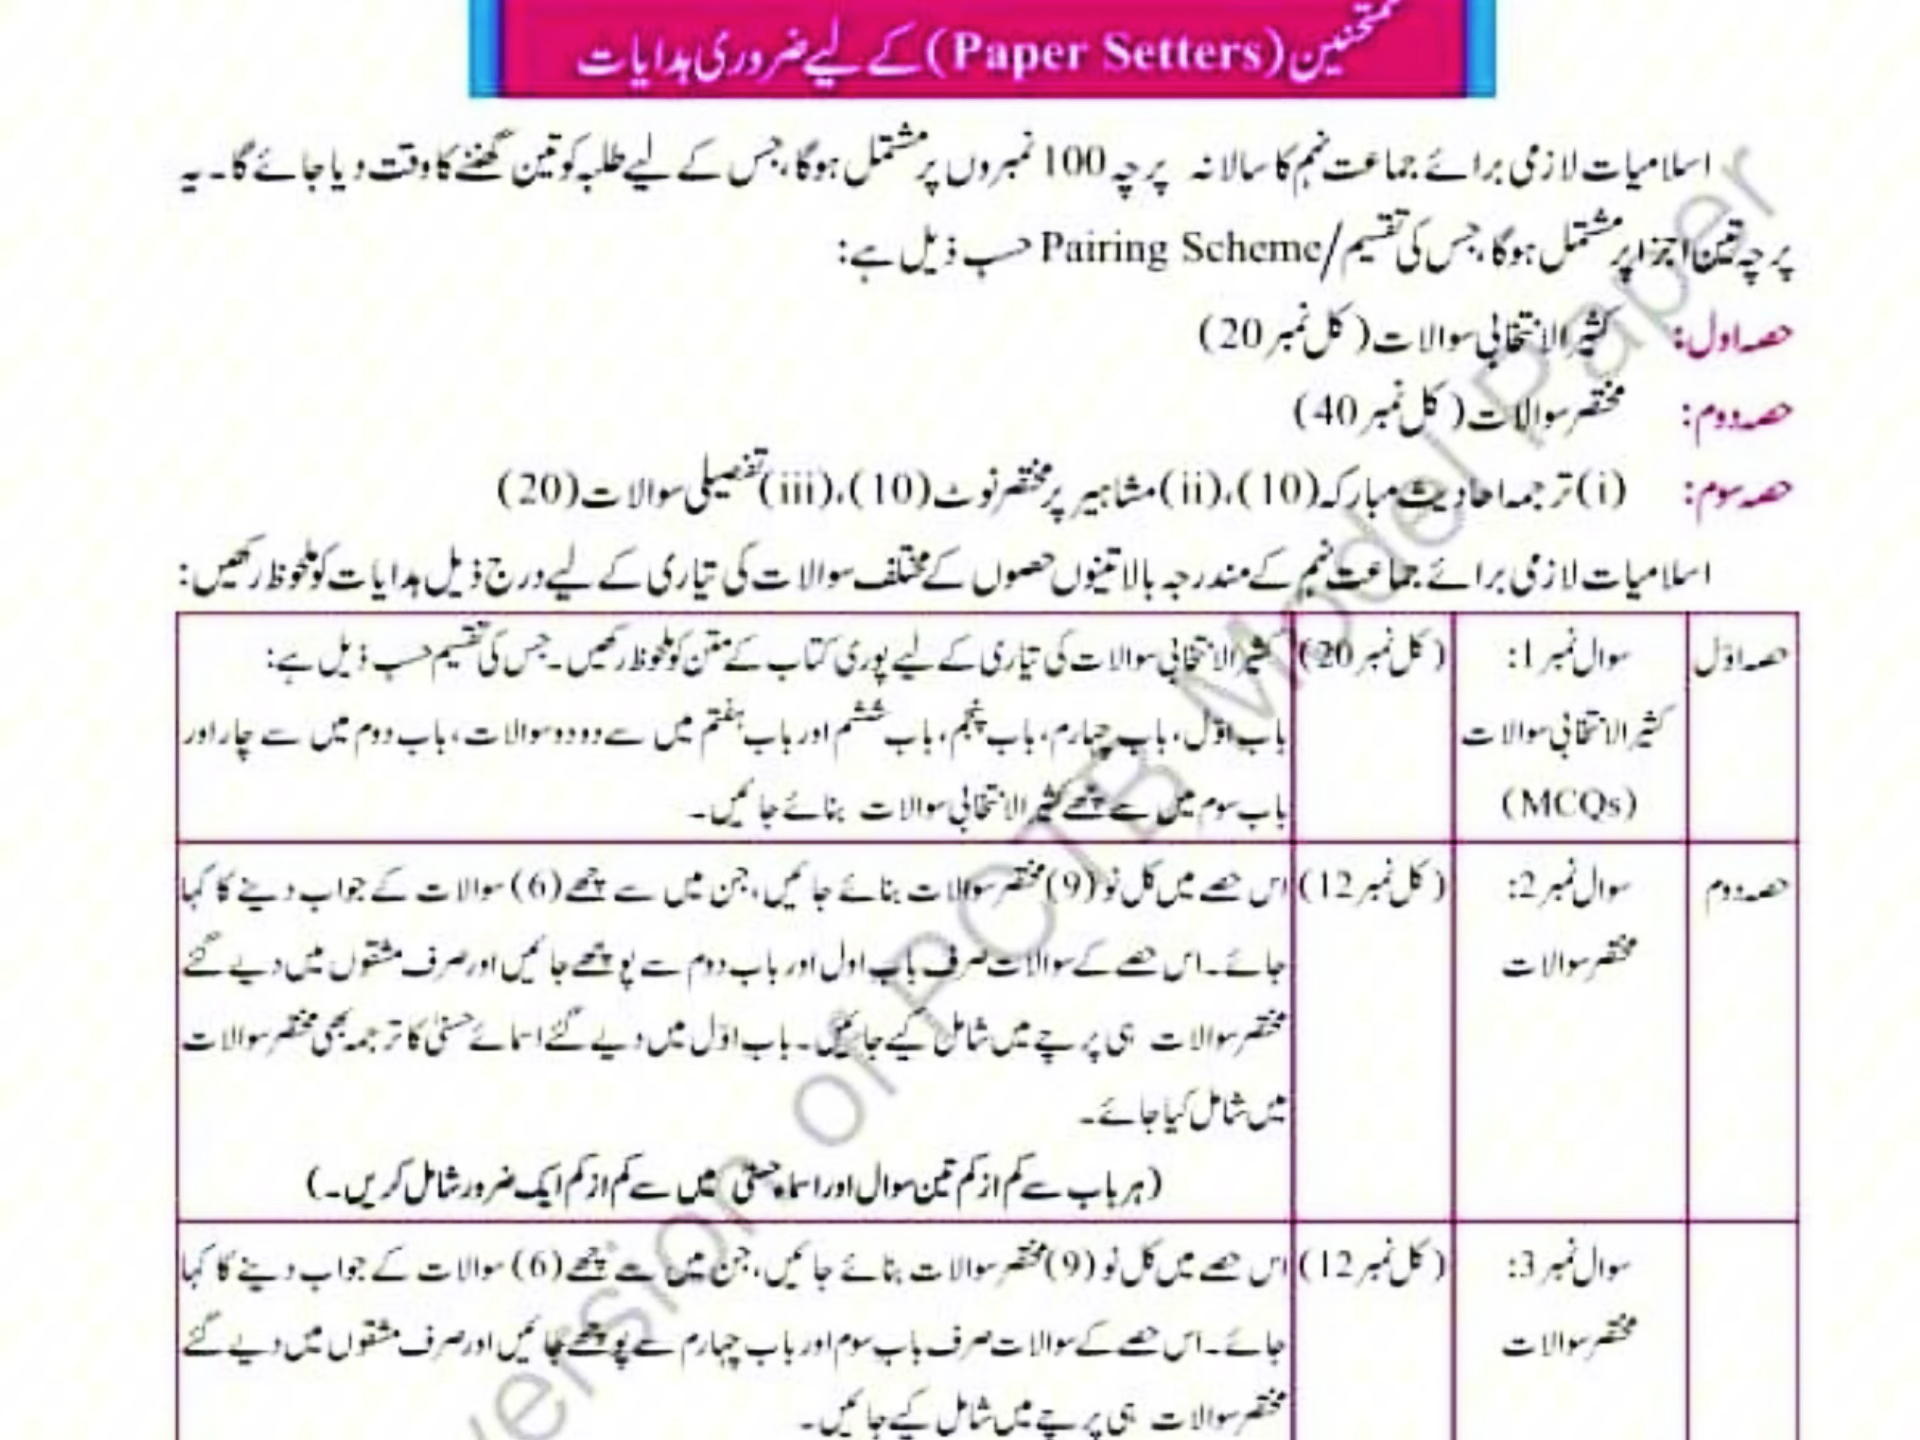 ممتحنین (Paper Setters) کے لیے ضروری ہدایات
اسلامیات لازمی برائے جماعت نہم کا سالانہ پرچہ 100 نمبروں پر مشتمل ہوگا، جس کے لیے طلبہ کو تین گھنٹے کا وقت دیا جائے گا۔ یہ
پرچہ تین اجزا پر مشتمل ہوگا، جس کی تقسیم/Pairing Scheme حسب ذیل ہے:
حصہ اول: کثیر الانتخابی سوالات (کل نمبر 20)
حصہ دوم: مختصر سوالات (کل نمبر 40)
حصہ سوم: (i) ترجمہ احادیث مبارکہ (10)، (ii) مشاہیر پر مختصر نوٹ (10)، (iii) تفصیلی سوالات (20)
اسلامیات لازمی برائے جماعت نہم کے مندرجہ بالا تینوں حصوں کے مختلف سوالات کی تیاری کے لیے درج ذیل ہدایات کو ملحوظ رکھیں:
حصہ اوّل
سوال نمبر 1:
کثیر الانتخابی سوالات
(MCQs)
(کل نمبر 20)
کثیر الانتخابی سوالات کی تیاری کے لیے پوری کتاب کے متن کو ملحوظ رکھیں۔ جس کی تقسیم حسب ذیل ہے:
باب اوّل، باب چہارم، باب پنجم، باب ششم اور باب ہفتم میں سے دو دو سوالات، باب دوم میں سے چار اور
باب سوم میں سے چھے کثیر الانتخابی سوالات بنائے جائیں۔
حصہ دوم
سوال نمبر 2:
مختصر سوالات
(کل نمبر 12)
اس حصے میں کل نو (9) مختصر سوالات بنائے جائیں، جن میں سے چھے (6) سوالات کے جواب دینے کا کہا
جائے۔ اس حصے کے سوالات صرف باب اول اور باب دوم سے پوچھے جائیں اور صرف مشقوں میں دیے گئے
مختصر سوالات ہی پرچے میں شامل کیے جائیں۔ باب اوّل میں دیے گئے اسمائے حسنیٰ کا ترجمہ بھی مختصر سوالات
میں شامل کیا جائے۔
(ہر باب سے کم از کم تین سوال اور اسماء حسنیٰ میں سے کم از کم ایک ضرور شامل کریں۔)
سوال نمبر 3:
مختصر سوالات
(کل نمبر 12)
اس حصے میں کل نو (9) مختصر سوالات بنائے جائیں، جن میں سے چھے (6) سوالات کے جواب دینے کا کہا
جائے۔ اس حصے کے سوالات صرف باب سوم اور باب چہارم سے پوچھے جائیں اور صرف مشقوں میں دیے گئے
مختصر سوالات ہی پرچے میں شامل کیے جائیں۔
version of PCTB Model Paper